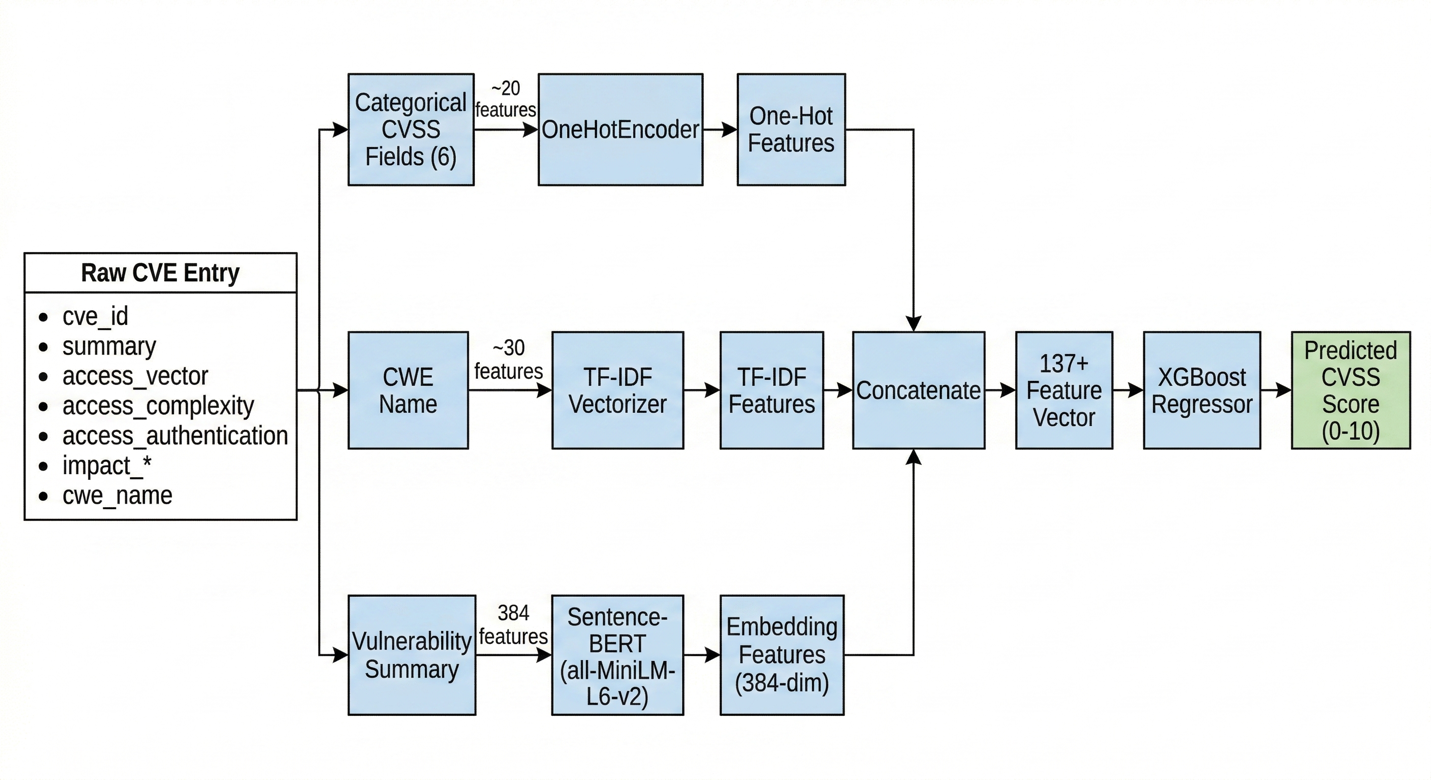 Raw CVE Entry
• cve_id
• summary
• access_vector
• access_complexity
• access_authentication
• impact_*
• cwe_name
Categorical
CVSS
Fields (6)
~20
features
OneHotEncoder
One-Hot
Features
CWE
Name
~30
features
TF-IDF
Vectorizer
TF-IDF
Features
Vulnerability
Summary
384
features
Sentence-
BERT
(all-MiniLM-
L6-v2)
Embedding
Features
(384-dim)
Concatenate
137+
Feature
Vector
XGBoost
Regressor
Predicted
CVSS
Score
(0-10)